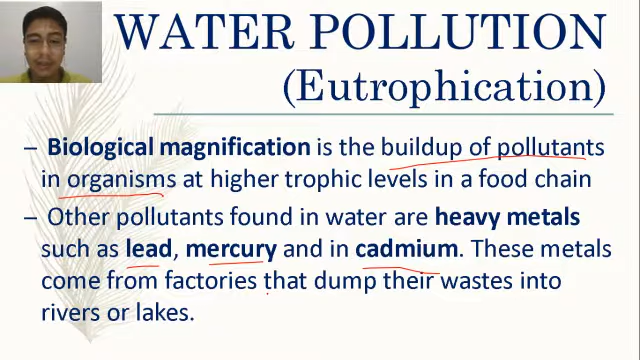 WATER POLLUTION
(Eutrophication)
– Biological magnification is the buildup of pollutants
in organisms at higher trophic levels in a food chain
– Other pollutants found in water are heavy metals
such as lead, mercury and in cadmium. These metals
come from factories that dump their wastes into
rivers or lakes.